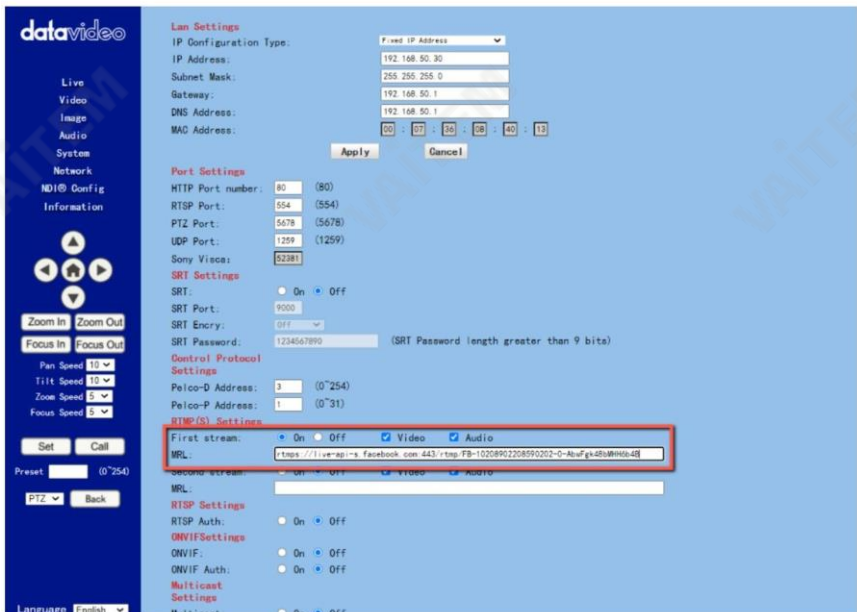 datavideo
Live
Video
Image
Audio
System
Network
NDI® Config
Information
Zoom In Zoom Out
Focus In Focus Out
Pan Speed 10
Tilt Speed 10
Zoom Speed 5
Focus Speed 5
Set Call
Preset (0~254)
PTZ Back
Language English
Lan Settings
IP Configuration Type: Fixed IP Address
IP Address: 192.168.50.30
Subnet Mask: 255.255.255.0
Gateway: 192.168.50.1
DNS Address: 192.168.50.1
MAC Address: 00 : 07 : 36 : 08 : 40 : 13
Apply Cancel
Port Settings
HTTP Port number: 80 (80)
RTSP Port: 554 (554)
PTZ Port: 5678 (5678)
UDP Port: 1259 (1259)
Sony Visca: 52381
SRT Settings
SRT: On Off
SRT Port: 9000
SRT Encry: OFF
SRT Password: 1234567890 (SRT Password length greater than 9 bits)
Control Protocol
Settings
Pelco-D Address: 3 (0~254)
Pelco-P Address: 1 (0~31)
RTMP(S) Settings
First stream: On Off Video Audio
MRL: rtmps://live-api-s.facebook.com:443/rtmp/
Second stream: On Off Video Audio
MRL:
RTSP Settings
RTSP Auth: On Off
ONVIFSettings
ONVIF: On Off
ONVIF Auth: On Off
Multicast
Settings
VAITEM
VAITEM